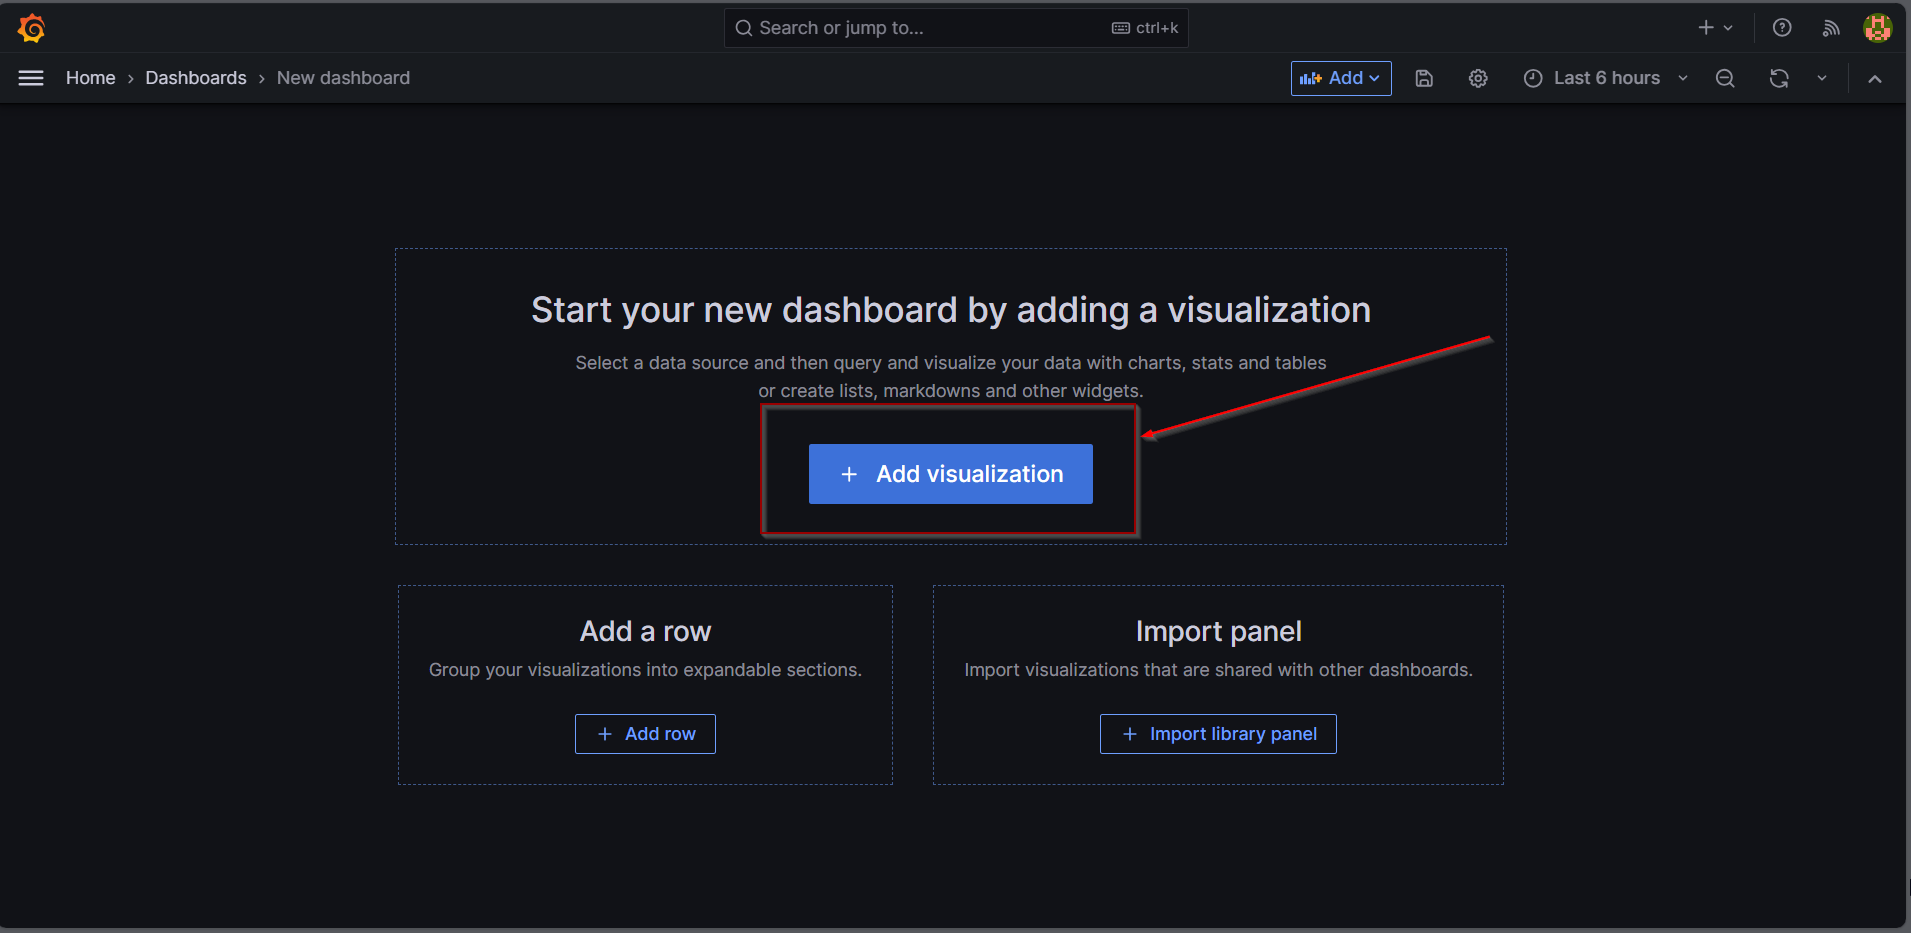 Search or jump to...
ctrl+k
Home › Dashboards › New dashboard
Add
Last 6 hours
Start your new dashboard by adding a visualization
Select a data source and then query and visualize your data with charts, stats and tables
or create lists, markdowns and other widgets.
+ Add visualization
Add a row
Group your visualizations into expandable sections.
+ Add row
Import panel
Import visualizations that are shared with other dashboards.
+ Import library panel